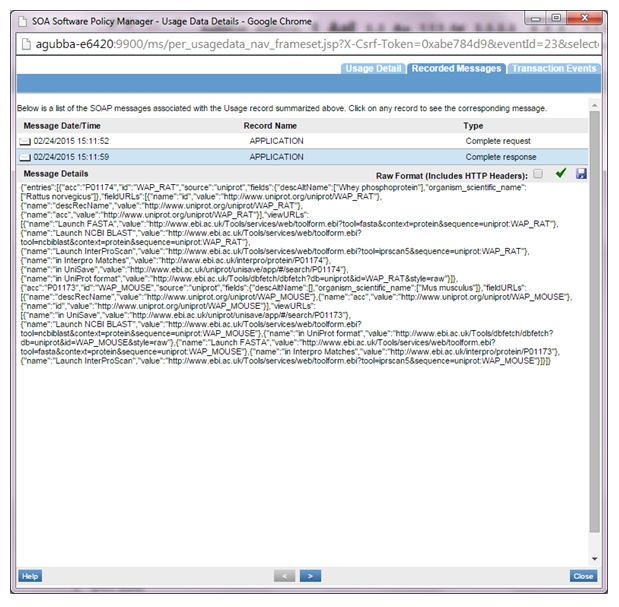 SOA Software Policy Manager - Usage Data Details - Google Chrome
agubba-e6420:9900/ms/per_usagedata_nav_frameset.jsp?X-Csrf-Token=0xabe784d9&eventId=23&selecte
Usage Detail Recorded Messages Transaction Events
Below is a list of the SOAP messages associated with the Usage record summarized above. Click on any record to see the corresponding message.
Message Date/Time Record Name Type
02/24/2015 15:11:52 APPLICATION Complete request
02/24/2015 15:11:59 APPLICATION Complete response
Message Details Raw Format (Includes HTTP Headers):
{"entries":[{"acc":"P01174","id":"WAP_RAT","source":"uniprot","fields":{"descAltName":["Whey phosphoprotein"],"organism_scientific_name":
["Rattus norvegicus"]},"fieldURLs":[{"name":"id","value":"http://www.uniprot.org/uniprot/WAP_RAT"},
{"name":"descRecName","value":"http://www.uniprot.org/uniprot/WAP_RAT"},
{"name":"acc","value":"http://www.uniprot.org/uniprot/WAP_RAT"}],"viewURLs":
[{"name":"Launch FASTA","value":"http://www.ebi.ac.uk/Tools/services/web/toolform.ebi?tool=fasta&context=protein&sequence=uniprot:WAP_RAT"},
{"name":"Launch NCBI BLAST","value":"http://www.ebi.ac.uk/Tools/services/web/toolform.ebi?
tool=ncbiblast&context=protein&sequence=uniprot:WAP_RAT"},
{"name":"Launch InterProScan","value":"http://www.ebi.ac.uk/Tools/services/web/toolform.ebi?tool=iprscan5&sequence=uniprot:WAP_RAT"},
{"name":"in Interpro Matches","value":"http://www.ebi.ac.uk/interpro/protein/P01174"},
{"name":"in UniSave","value":"http://www.ebi.ac.uk/uniprot/unisave/app/#/search/P01174"},
{"name":"in UniProt format","value":"http://www.ebi.ac.uk/Tools/dbfetch/dbfetch?db=uniprot&id=WAP_RAT&style=raw"}]},
{"acc":"P01173","id":"WAP_MOUSE","source":"uniprot","fields":{"descAltName":[],"organism_scientific_name":["Mus musculus"]},"fieldURLs":
[{"name":"descRecName","value":"http://www.uniprot.org/uniprot/WAP_MOUSE"},{"name":"acc","value":"http://www.uniprot.org/uniprot/WAP_MOUSE"},
{"name":"id","value":"http://www.uniprot.org/uniprot/WAP_MOUSE"}],"viewURLs":
[{"name":"in UniSave","value":"http://www.ebi.ac.uk/uniprot/unisave/app/#/search/P01173"},
{"name":"Launch NCBI BLAST","value":"http://www.ebi.ac.uk/Tools/services/web/toolform.ebi?
tool=ncbiblast&context=protein&sequence=uniprot:WAP_MOUSE"},{"name":"in UniProt format","value":"http://www.ebi.ac.uk/Tools/dbfetch/dbfetch?
db=uniprot&id=WAP_MOUSE&style=raw"},{"name":"Launch FASTA","value":"http://www.ebi.ac.uk/Tools/services/web/toolform.ebi?
tool=fasta&context=protein&sequence=uniprot:WAP_MOUSE"},{"name":"in Interpro Matches","value":"http://www.ebi.ac.uk/interpro/protein/P01173"},
{"name":"Launch InterProScan","value":"http://www.ebi.ac.uk/Tools/services/web/toolform.ebi?tool=iprscan5&sequence=uniprot:WAP_MOUSE"}]}]}
Help < > Close